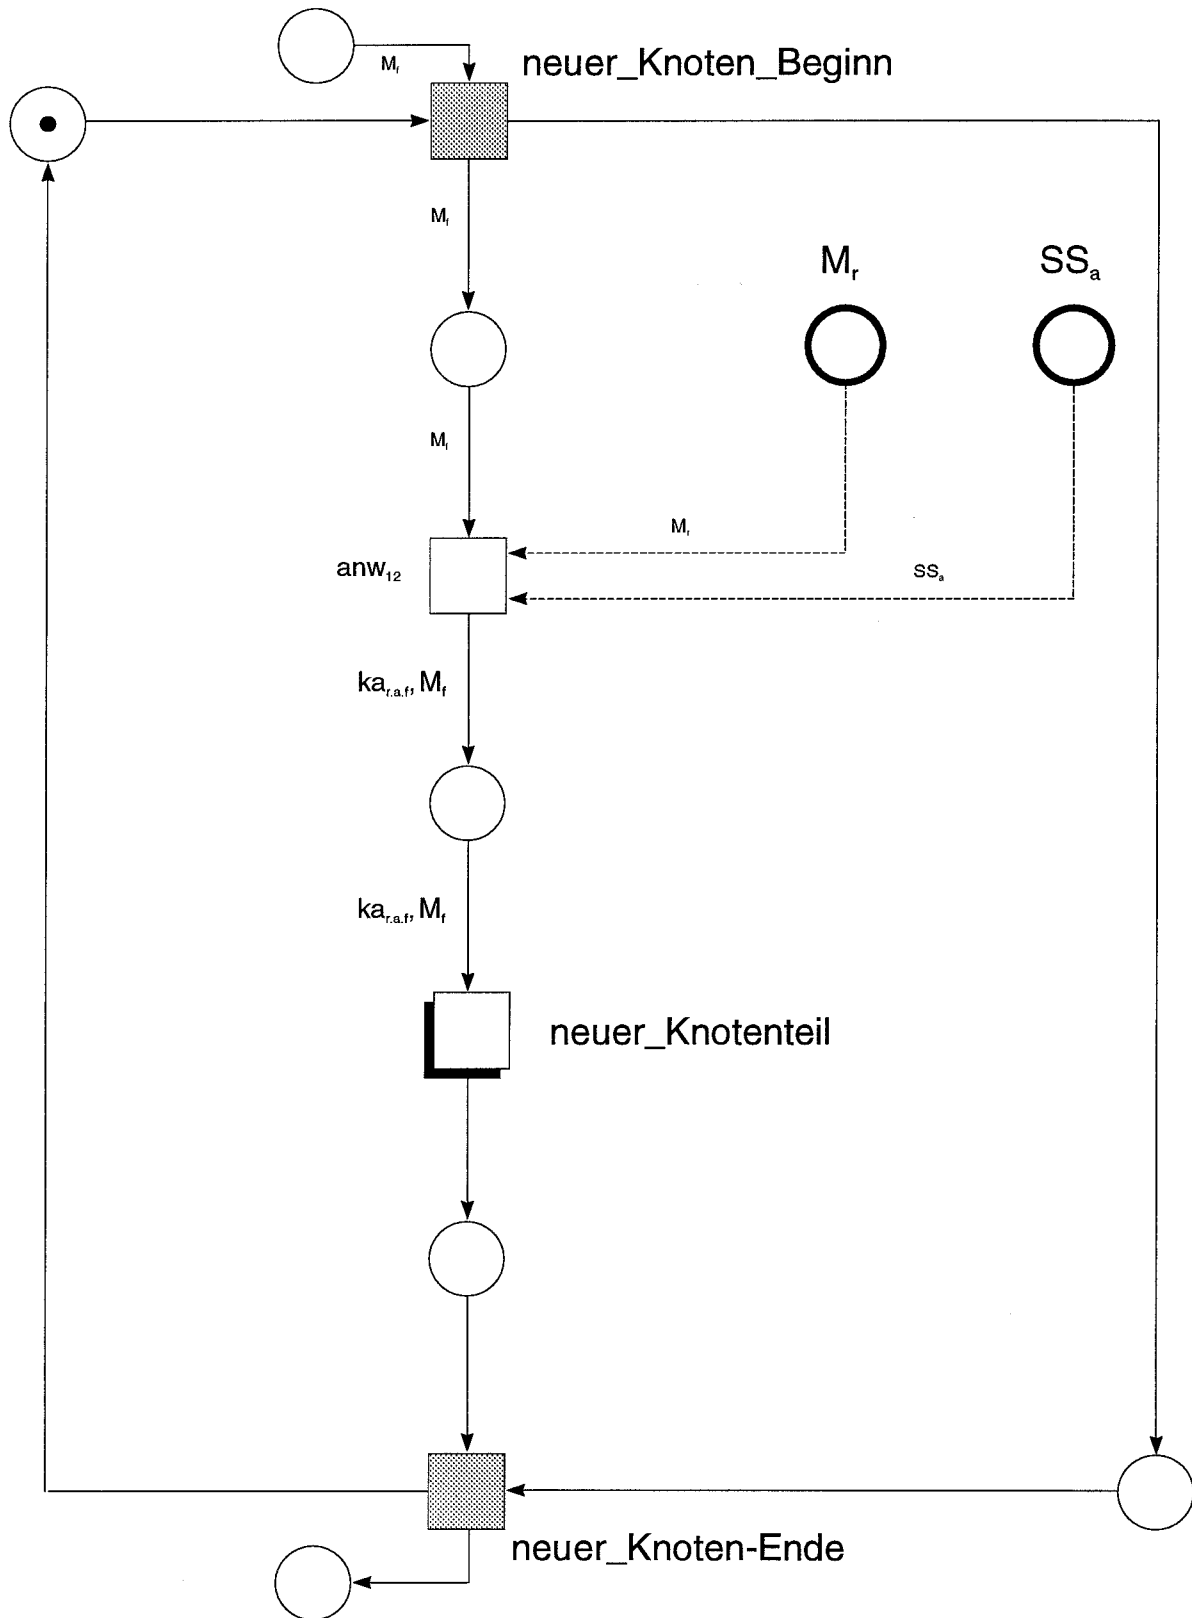 M_f
neuer_Knoten_Beginn
M_f
M_r
SS_a
M_f
M_r
SS_a
anw_12
ka_r.a.f, M_f
ka_r.a.f, M_f
neuer_Knotenteil
neuer_Knoten-Ende